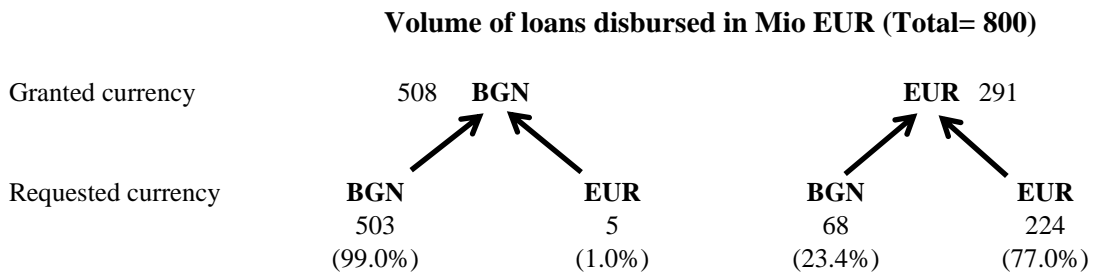 Volume of loans disbursed in Mio EUR (Total= 800)
Granted currency 508 BGN EUR 291
Requested currency BGN EUR BGN EUR
503 5 68 224
(99.0%) (1.0%) (23.4%) (77.0%)